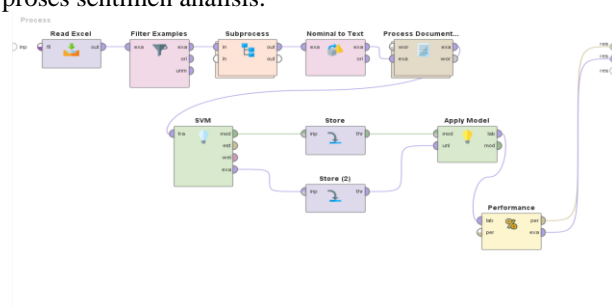 proses sentimen analisis.
Process
Read Excel Filter Examples Subprocess Nominal to Text Process Document...
inp fil out exa exa ori unm in in out out exa exa ori wor exa exa wor res res res
SVM Store Apply Model
tra mod est wei exa inp thr mod unl lab mod
Store (2)
inp thr
Performance
lab per per exa